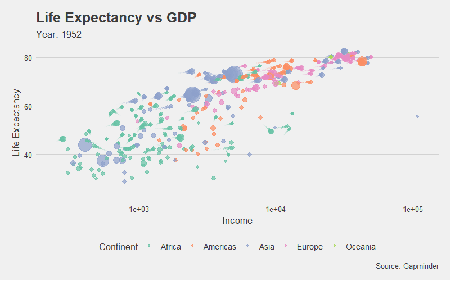 Life Expectancy vs GDP
Year: 1952
Life Expectancy
80
60
40
1e+03
1e+04
1e+05
Income
Continent Africa Americas Asia Europe Oceania
Source: Gapminder